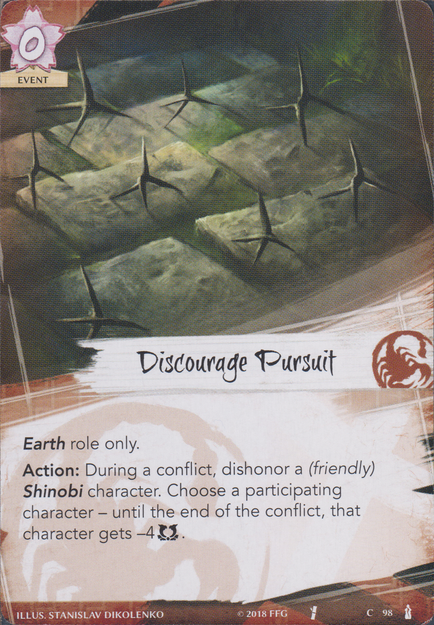 0
EVENT
Discourage Pursuit
Earth role only.
Action: During a conflict, dishonor a (friendly)
Shinobi character. Choose a participating
character – until the end of the conflict, that
character gets –4.
ILLUS. STANISLAV DIKOLENKO © 2018 FFG C 98